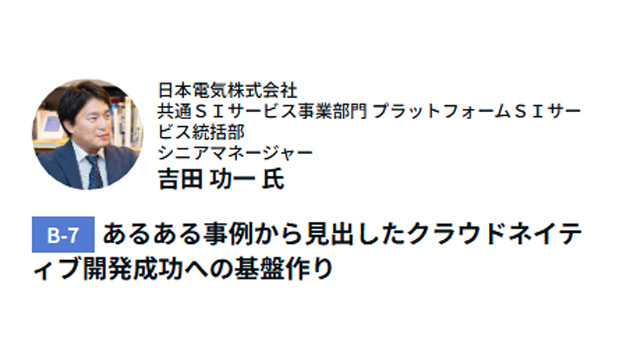 日本電気株式会社
共通ＳＩサービス事業部門 プラットフォームＳＩサー
ビス統括部
シニアマネージャー
吉田 功一 氏
B-7 あるある事例から見出したクラウドネイテ
ィブ開発成功への基盤作り